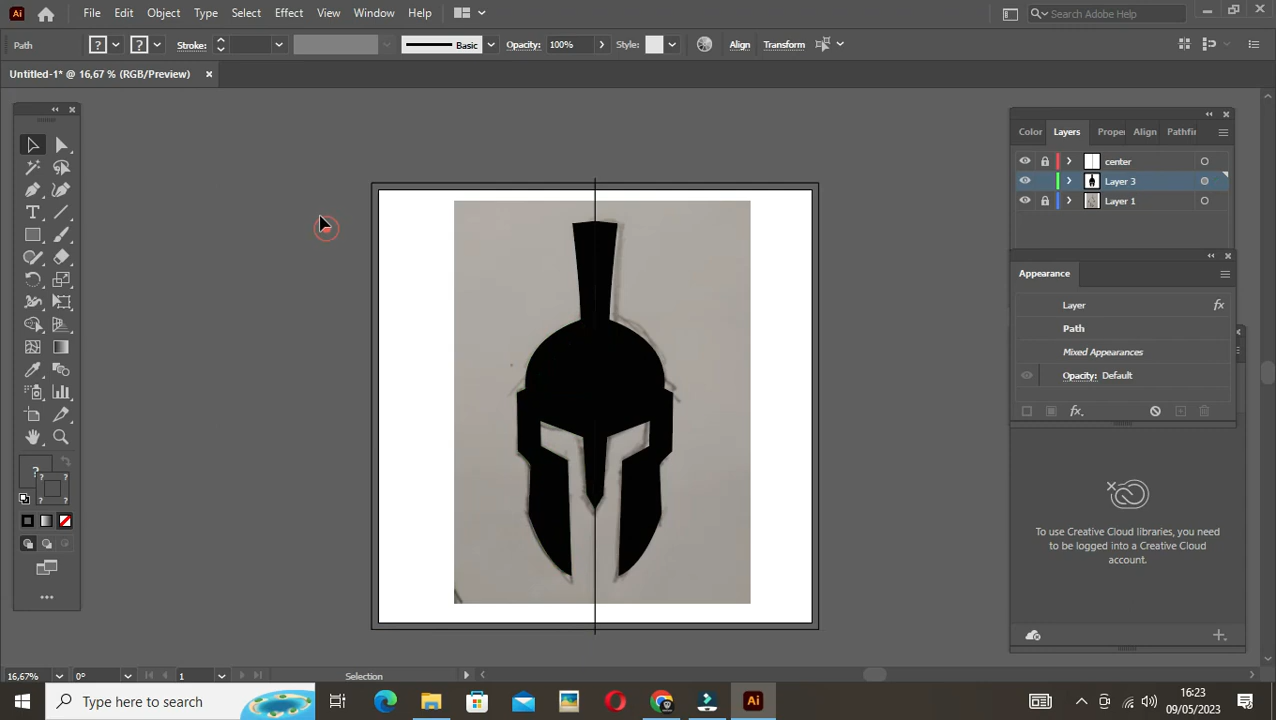 Ai File Edit Object Type Select Effect View Window Help Search Adobe Help
Path ? ? Stroke: Basic Opacity: 100% Style: Align Transform
Untitled-1* @ 16,67 % (RGB/Preview)
Color Layers Proper Align Pathfi
center
Layer 3
Layer 1
Appearance
Layer fx
Path
Mixed Appearances
Opacity: Default
fx.
To use Creative Cloud libraries, you need
to be logged into a Creative Cloud
account.
T
?
? ?
? ?
16,67% 0° 1 Selection
Type here to search Ai 16:23
09/05/2023